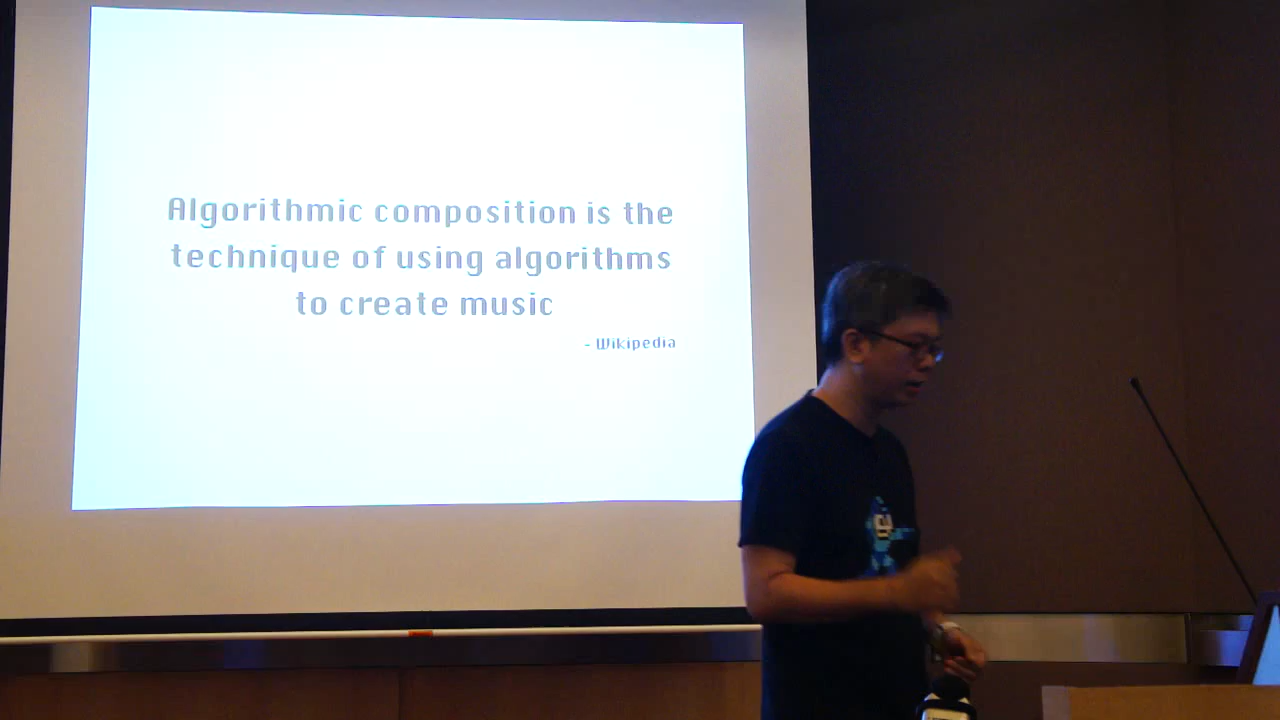 Algorithmic composition is the
technique of using algorithms
to create music
- Wikipedia